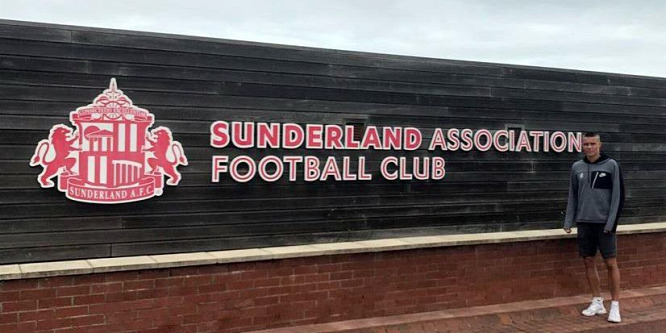 SUNDERLAND A.F.C.
SUNDERLAND ASSOCIATION
FOOTBALL CLUB